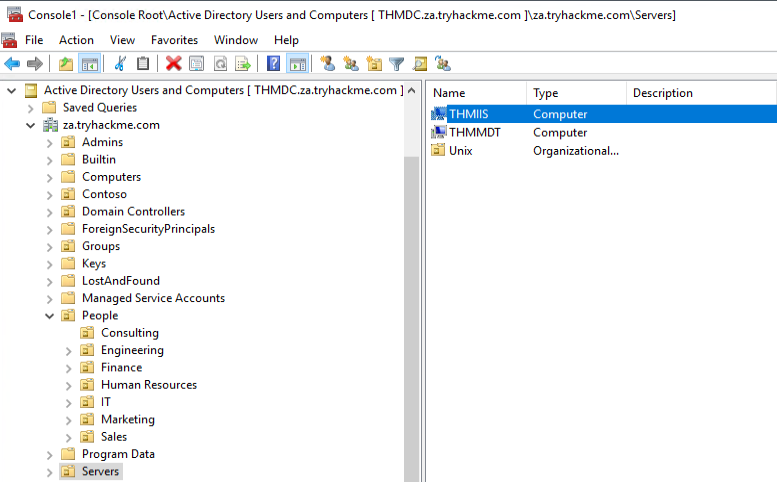 Console1 - [Console Root\Active Directory Users and Computers [ THMDC.za.tryhackme.com ]\za.tryhackme.com\Servers]
File Action View Favorites Window Help
Active Directory Users and Computers [ THMDC.za.tryhackme.com ]
Saved Queries
za.tryhackme.com
Admins
Builtin
Computers
Contoso
Domain Controllers
ForeignSecurityPrincipals
Groups
Keys
LostAndFound
Managed Service Accounts
People
Consulting
Engineering
Finance
Human Resources
IT
Marketing
Sales
Program Data
Servers
Name Type Description
THMIIS Computer
THMMDT Computer
Unix Organizational...